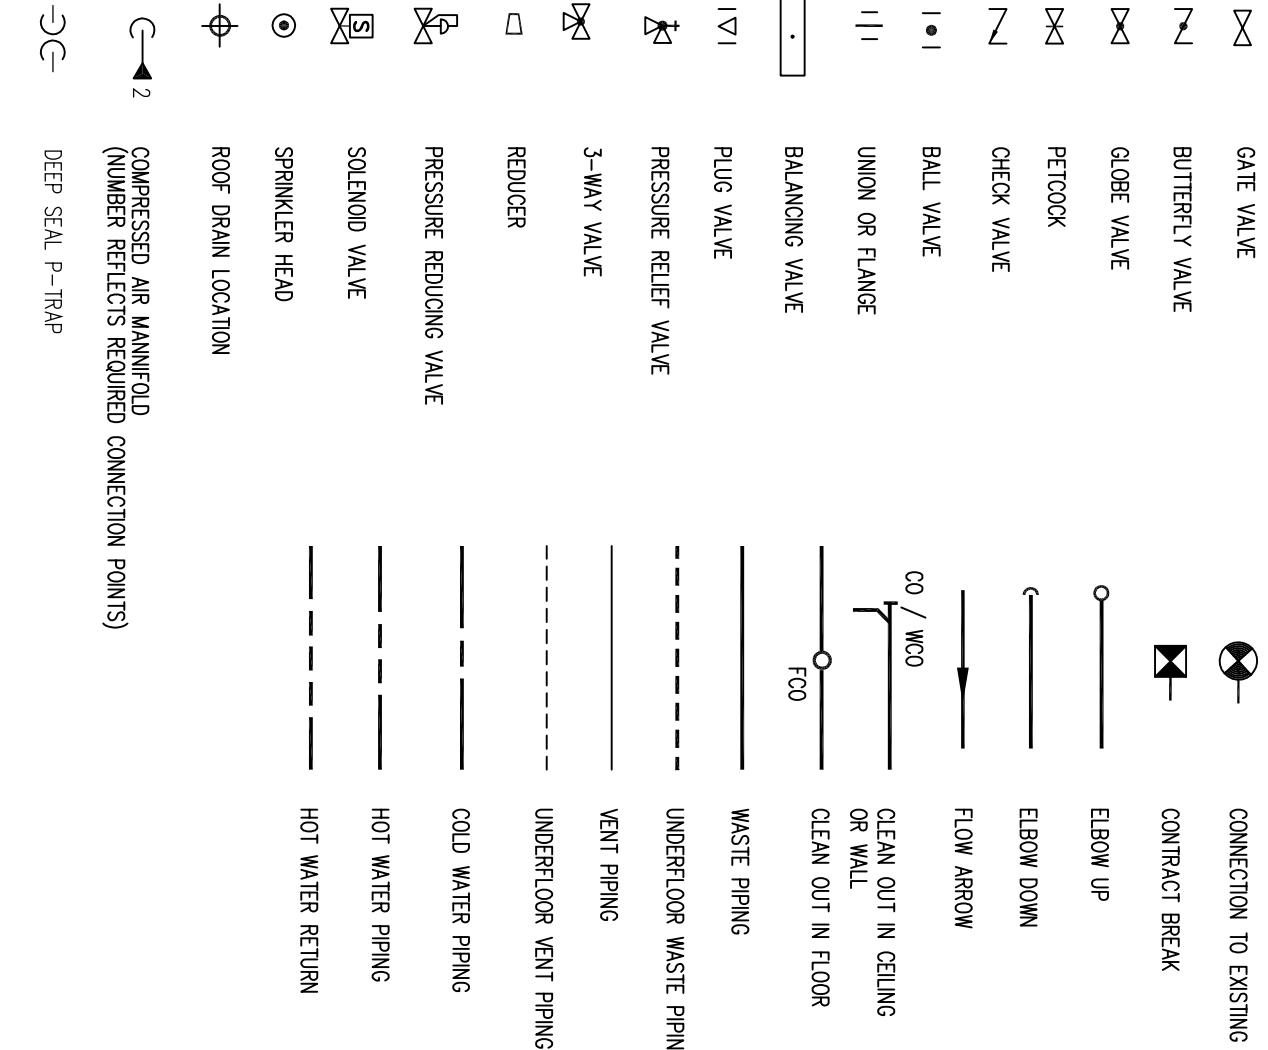 GATE VALVE
BUTTERFLY VALVE
GLOBE VALVE
PETCOCK
CHECK VALVE
BALL VALVE
UNION OR FLANGE
BALANCING VALVE
PLUG VALVE
PRESSURE RELIEF VALVE
3-WAY VALVE
REDUCER
PRESSURE REDUCING VALVE
S
SOLENOID VALVE
SPRINKLER HEAD
ROOF DRAIN LOCATION
2
COMPRESSED AIR MANNIFOLD
(NUMBER REFLECTS REQUIRED CONNECTION POINTS)
DEEP SEAL P-TRAP
CONNECTION TO EXISTING
CONTRACT BREAK
ELBOW UP
ELBOW DOWN
FLOW ARROW
CO / WCO
CLEAN OUT IN CEILING
OR WALL
FCO
CLEAN OUT IN FLOOR
WASTE PIPING
UNDERFLOOR WASTE PIPIN
VENT PIPING
UNDERFLOOR VENT PIPING
COLD WATER PIPING
HOT WATER PIPING
HOT WATER RETURN